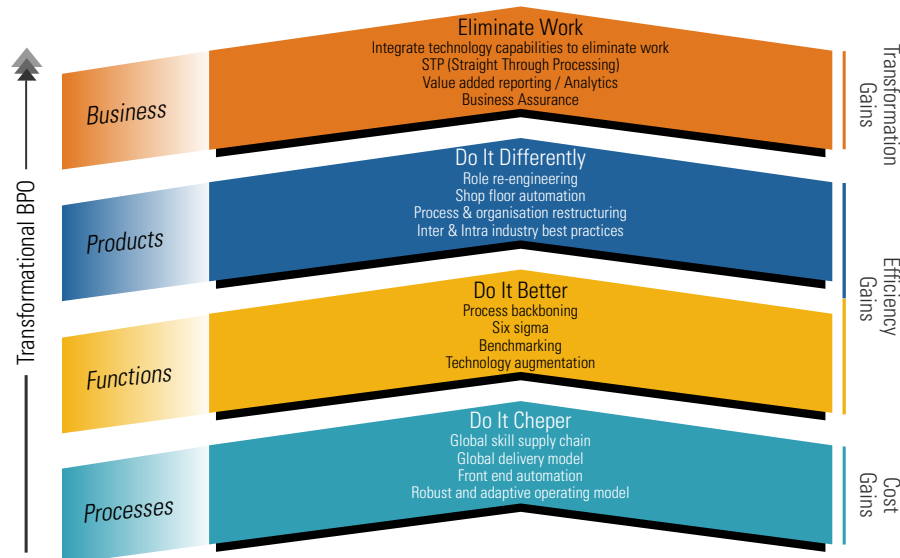 Transformational BPO
Business
Eliminate Work
Integrate technology capabilities to eliminate work
STP (Straight Through Processing)
Value added reporting / Analytics
Business Assurance
Transformation
Gains
Products
Do It Differently
Role re-engineering
Shop floor automation
Process & organisation restructuring
Inter & Intra industry best practices
Efficiency
Gains
Functions
Do It Better
Process backboning
Six sigma
Benchmarking
Technology augmentation
Processes
Do It Cheper
Global skill supply chain
Global delivery model
Front end automation
Robust and adaptive operating model
Cost
Gains